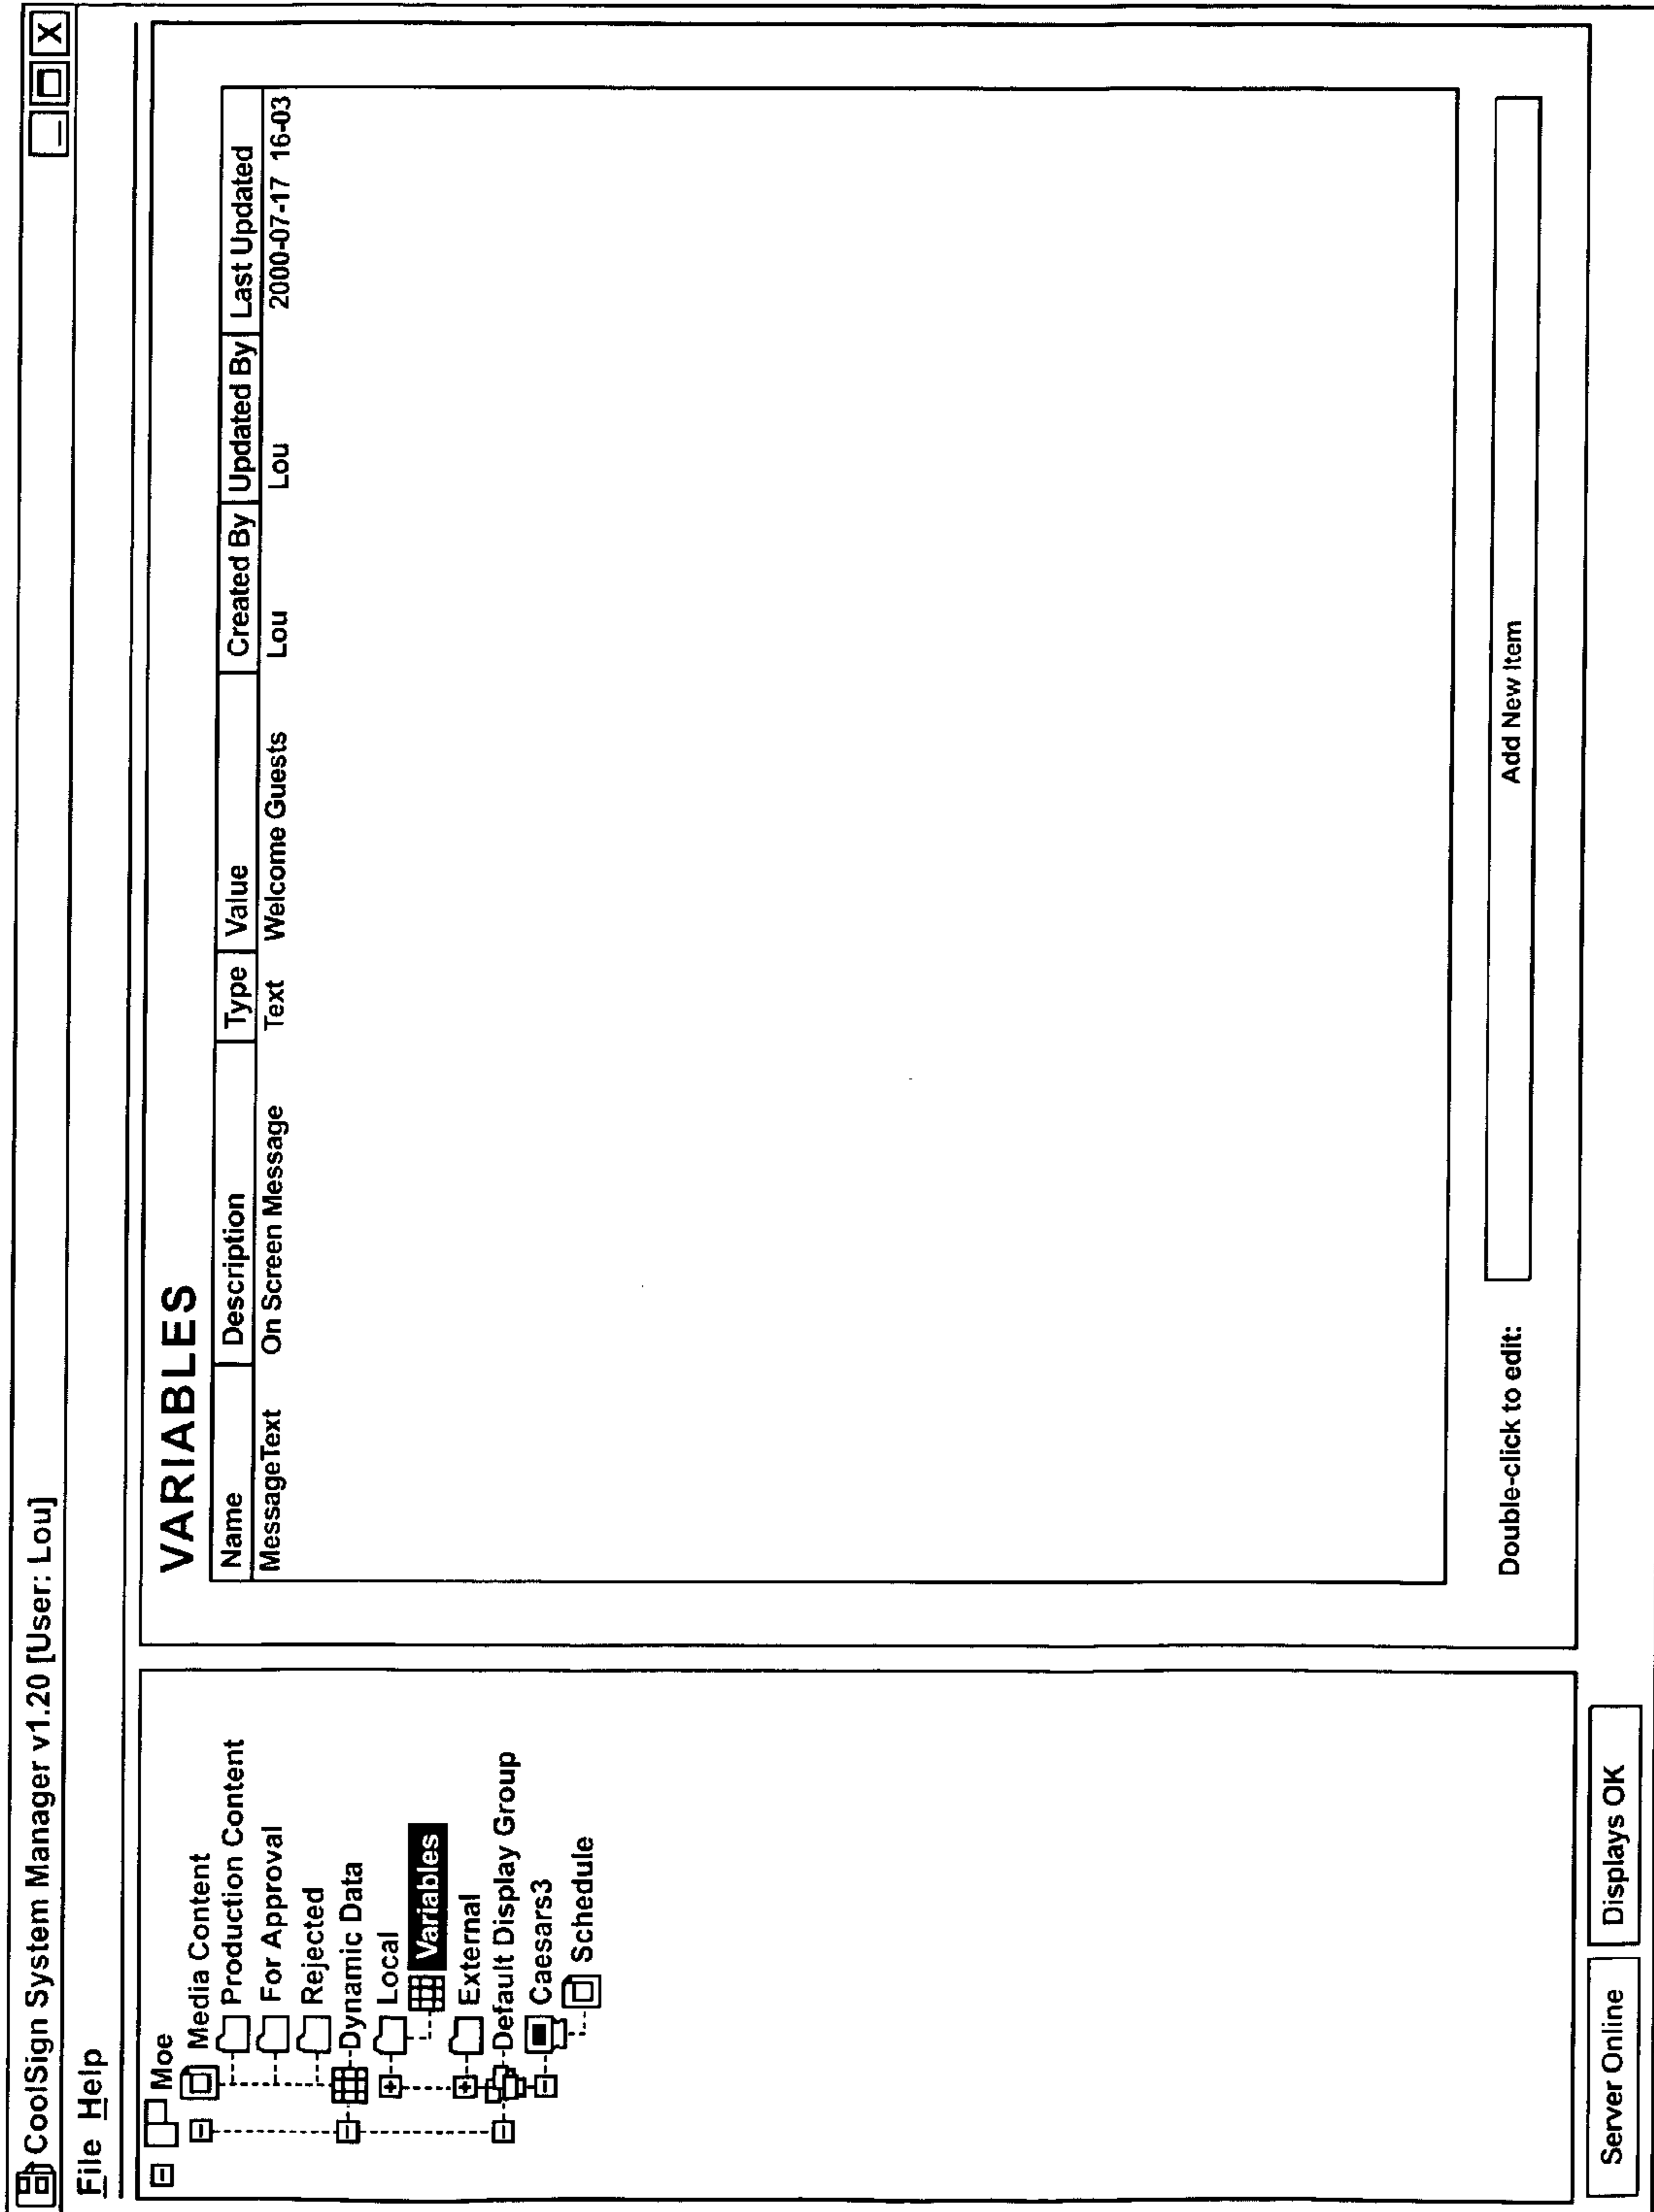 CoolSign System Manager v1.20 [User: Lou]
File Help
Moe
Media Content
Production Content
For Approval
Rejected
Dynamic Data
Local
Variables
External
Default Display Group
Caesars3
Schedule
VARIABLES
Name Description Type Value Created By Updated By Last Updated
MessageText On Screen Message Text Welcome Guests Lou Lou 2000-07-17 16-03
Double-click to edit: Add New Item
Server Online Displays OK